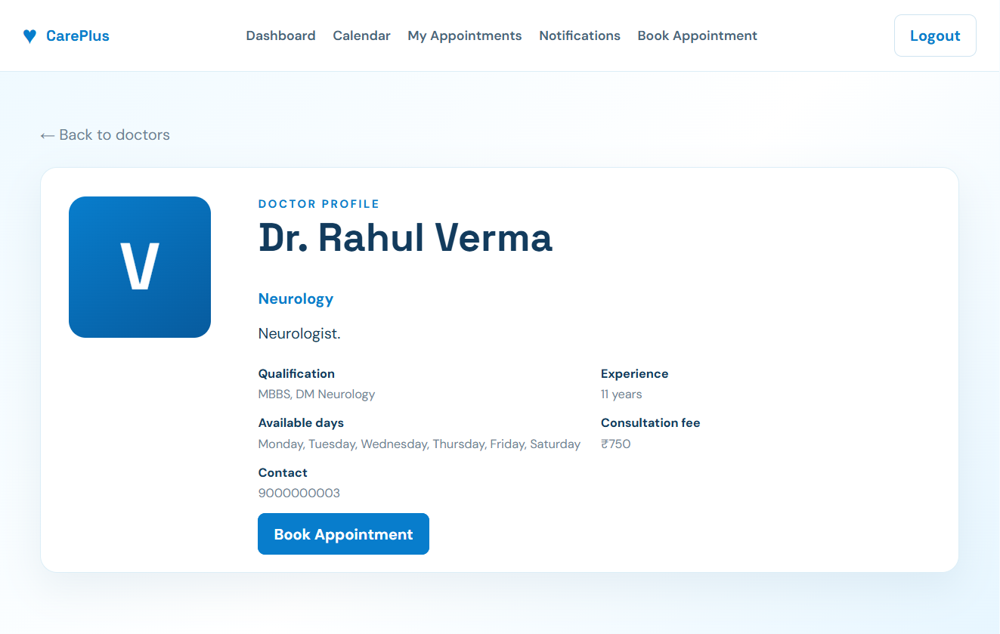 ♥ CarePlus
Dashboard Calendar My Appointments Notifications Book Appointment
Logout
← Back to doctors
V
DOCTOR PROFILE
Dr. Rahul Verma
Neurology
Neurologist.
Qualification
MBBS, DM Neurology
Experience
11 years
Available days
Monday, Tuesday, Wednesday, Thursday, Friday, Saturday
Consultation fee
₹750
Contact
9000000003
Book Appointment